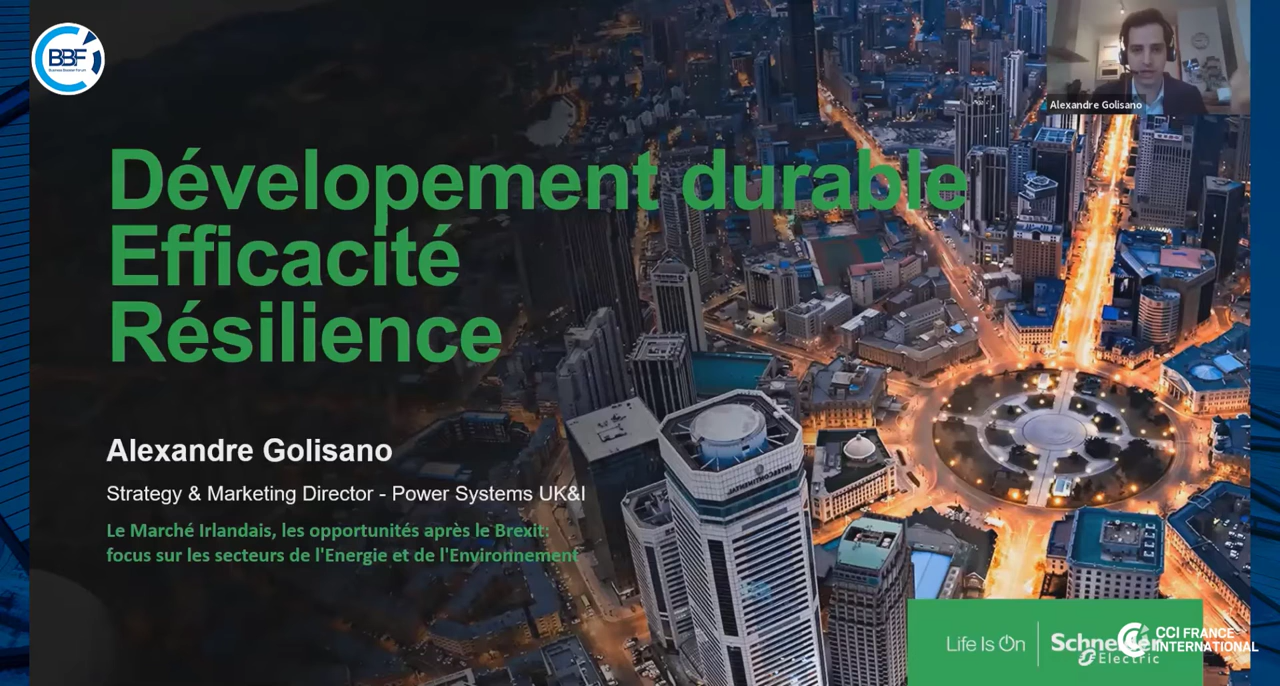 BBF
Alexandre Golisano
Dévelopement durable
Efficacité
Résilience
Alexandre Golisano
Strategy & Marketing Director - Power Systems UK&I
Le Marché Irlandais, les opportunités après le Brexit:
focus sur les secteurs de l'Energie et de l'Environnement
INTERCONTINENTAL
Life Is On
Schneider
Electric
CCI FRANCE
INTERNATIONAL